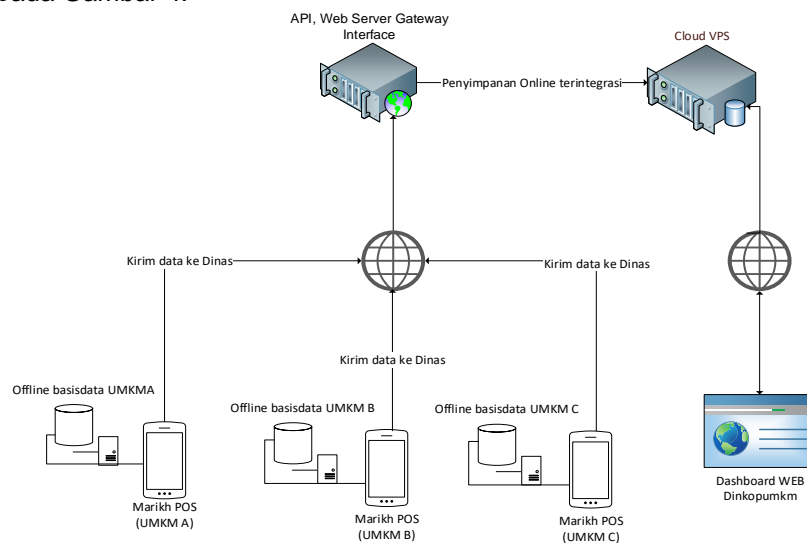 API, Web Server Gateway
Interface
Cloud VPS
Penyimpanan Online terintegrasi
Kirim data ke Dinas
Kirim data ke Dinas
Kirim data ke Dinas
Offline basisdata UMKMA
Offline basisdata UMKM B
Offline basisdata UMKM C
Marikh POS
(UMKM A)
Marikh POS
(UMKM B)
Marikh POS
(UMKM C)
Dashboard WEB
Dinkopumkm